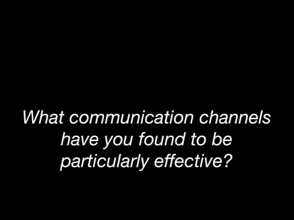 What communication channels
have you found to be
particularly effective?